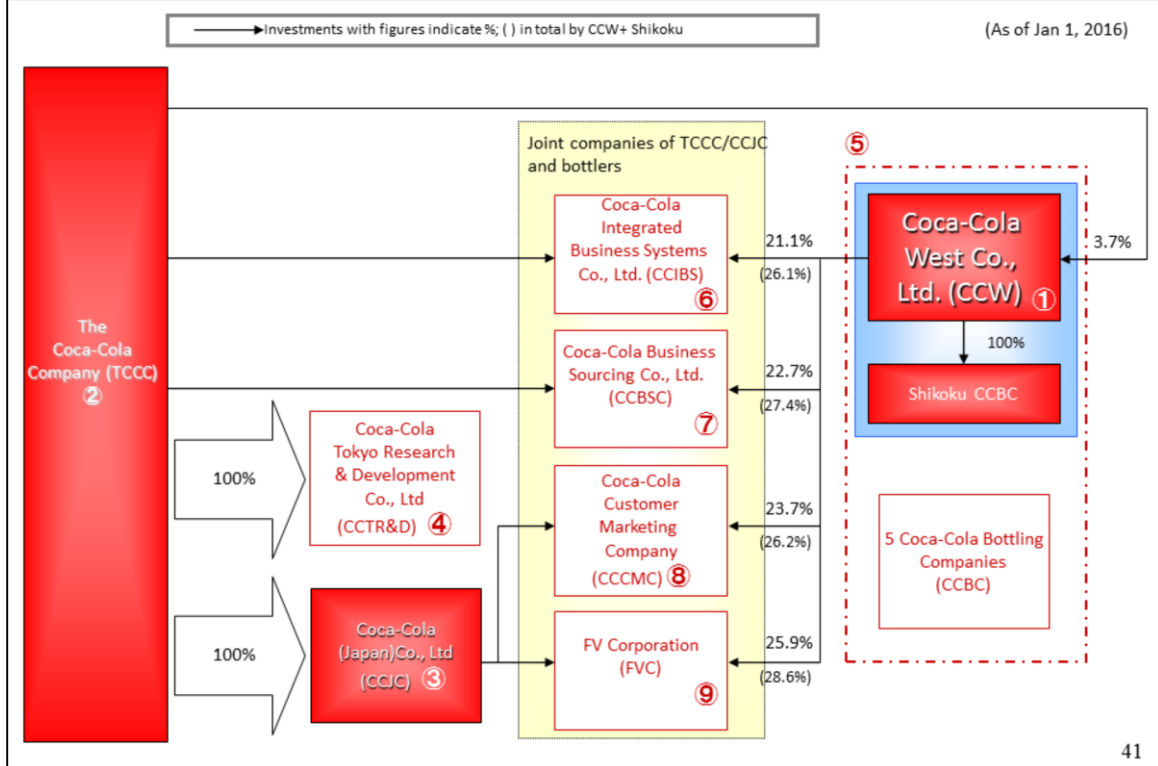 Investments with figures indicate %; ( ) in total by CCW+ Shikoku
(As of Jan 1, 2016)
The
Coca-Cola
Company (TCCC)
②
Joint companies of TCCC/CCJC
and bottlers
Coca-Cola
Integrated
Business Systems
Co., Ltd. (CCIBS)
⑥
21.1%
(26.1%)
⑤
Coca-Cola
West Co.,
Ltd. (CCW) ①
3.7%
100%
Shikoku CCBC
Coca-Cola Business
Sourcing Co., Ltd.
(CCBSC)
⑦
22.7%
(27.4%)
100%
Coca-Cola
Tokyo Research
& Development
Co., Ltd
(CCTR&D) ④
Coca-Cola
Customer
Marketing
Company
(CCCMC) ⑧
23.7%
(26.2%)
5 Coca-Cola Bottling
Companies
(CCBC)
100%
Coca-Cola
(Japan)Co., Ltd
(CCJC) ③
FV Corporation
(FVC)
⑨
25.9%
(28.6%)
41